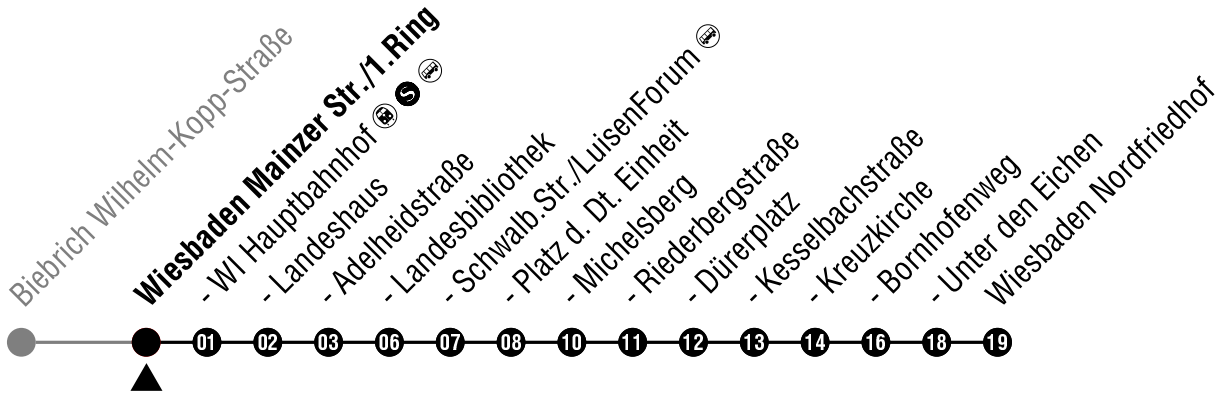 Biebrich Wilhelm-Kopp-Straße
Wiesbaden Mainzer Str./1.Ring
- WI Hauptbahnhof S
- Landeshaus
- Adelheidstraße
- Landesbibliothek
- Schwalb.Str./LuisenForum
- Platz d. Dt. Einheit
- Michelsberg
- Riederbergstraße
- Dürerplatz
- Kesselbachstraße
- Kreuzkirche
- Bornhofenweg
- Unter den Eichen
Wiesbaden Nordfriedhof
01 02 03 06 07 08 10 11 12 13 14 16 18 19